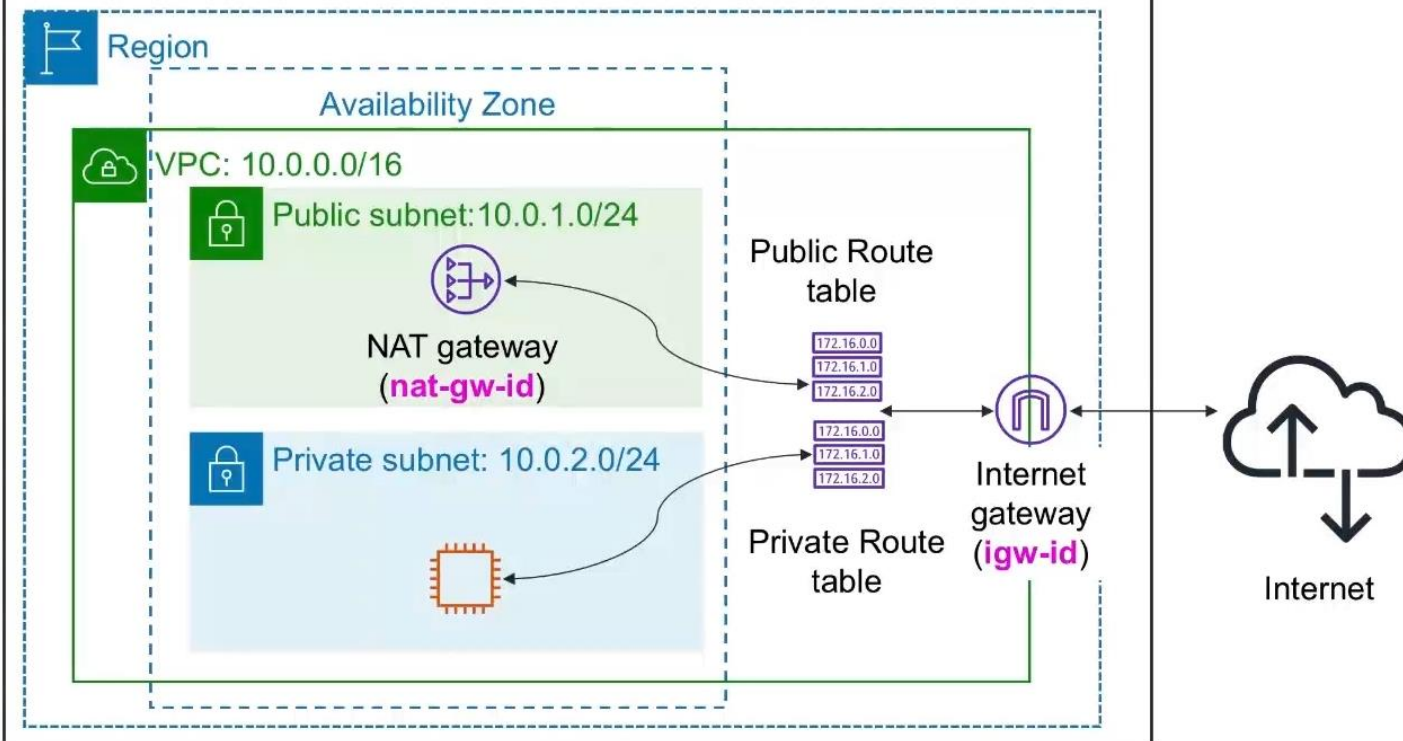 Region
Availability Zone
VPC: 10.0.0.0/16
Public subnet:10.0.1.0/24
NAT gateway
(nat-gw-id)
Private subnet: 10.0.2.0/24
Public Route
table
172.16.0.0
172.16.1.0
172.16.2.0
172.16.0.0
172.16.1.0
172.16.2.0
Private Route
table
Internet
gateway
(igw-id)
Internet